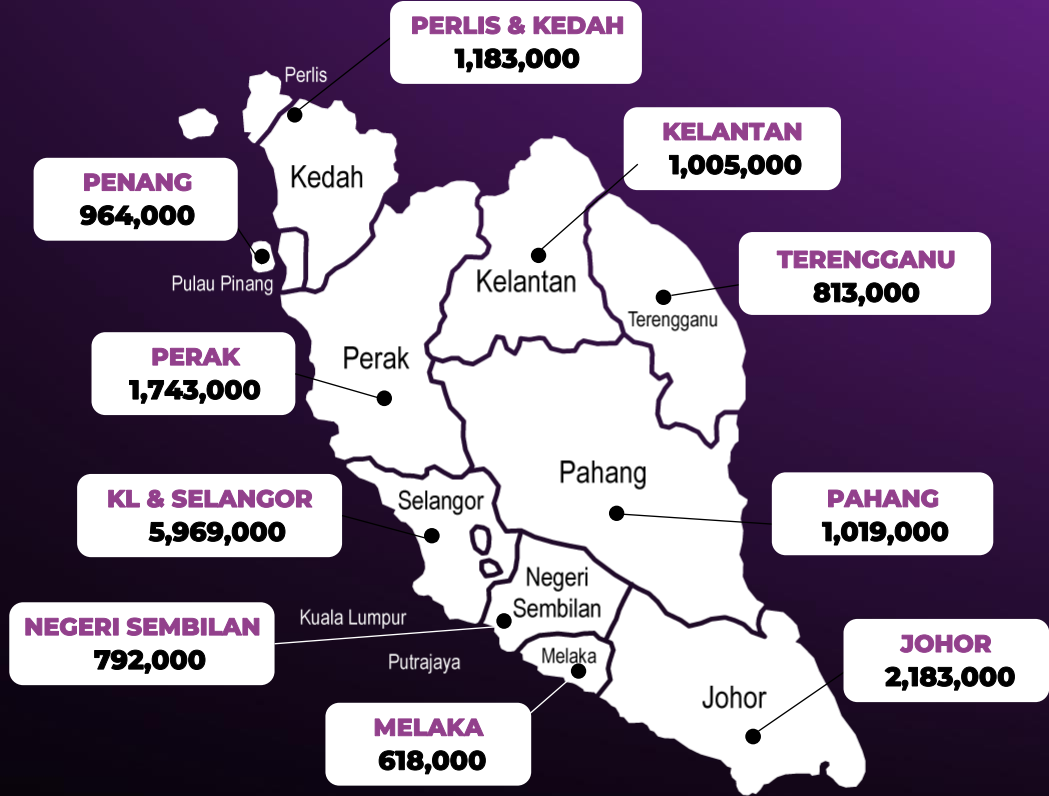 PERLIS & KEDAH
1,183,000
Perlis
KELANTAN
1,005,000
Kedah
PENANG
964,000
Pulau Pinang
Kelantan
TERENGGANU
813,000
Terengganu
PERAK
1,743,000
Perak
Pahang
KL & SELANGOR
5,969,000
Selangor
PAHANG
1,019,000
Negeri
Sembilan
Kuala Lumpur
NEGERI SEMBILAN
792,000
Putrajaya
Melaka
JOHOR
2,183,000
Johor
MELAKA
618,000